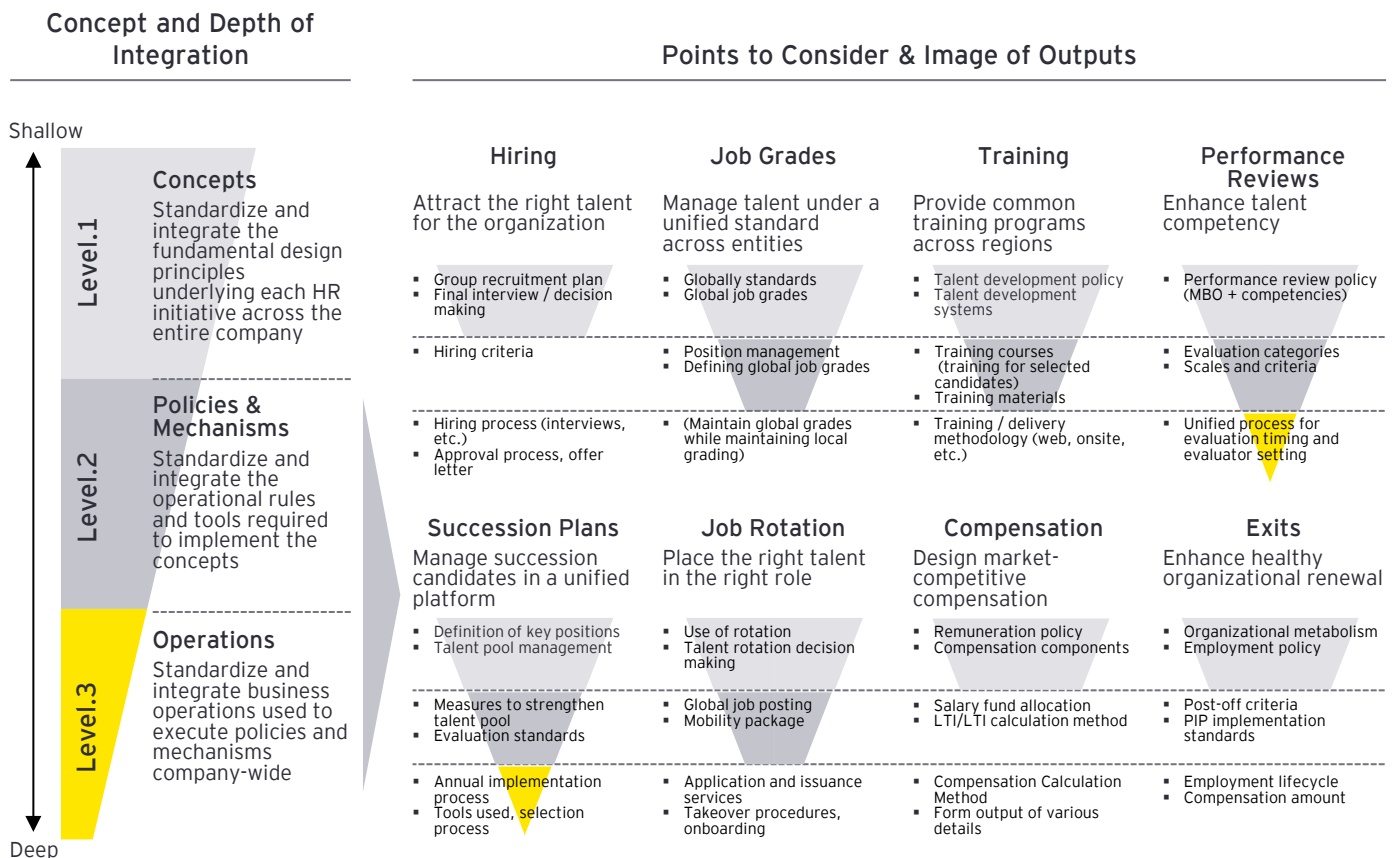 Concept and Depth of
Integration
Points to Consider & Image of Outputs
Shallow
Level.1
Concepts
Standardize and
integrate the
fundamental design
principles
underlying each HR
initiative across the
entire company
Level.2
Policies &
Mechanisms
Standardize and
integrate the
operational rules
and tools required
to implement the
concepts
Level.3
Operations
Standardize and
integrate business
operations used to
execute policies and
mechanisms
company-wide
Deep
Hiring
Attract the right talent
for the organization
▪ Group recruitment plan
▪ Final interview / decision
making
▪ Hiring criteria
▪ Hiring process (interviews,
etc.)
▪ Approval process, offer
letter
Job Grades
Manage talent under a
unified standard
across entities
▪ Globally standards
▪ Global job grades
▪ Position management
▪ Defining global job grades
▪ (Maintain global grades
while maintaining local
grading)
Training
Provide common
training programs
across regions
▪ Talent development policy
▪ Talent development
systems
▪ Training courses
(training for selected
candidates)
▪ Training materials
▪ Training / delivery
methodology (web, onsite,
etc.)
Performance
Reviews
Enhance talent
competency
▪ Performance review policy
(MBO + competencies)
▪ Evaluation categories
▪ Scales and criteria
▪ Unified process for
evaluation timing and
evaluator setting
Succession Plans
Manage succession
candidates in a unified
platform
▪ Definition of key positions
▪ Talent pool management
▪ Measures to strengthen
talent pool
▪ Evaluation standards
▪ Annual implementation
process
▪ Tools used, selection
process
Job Rotation
Place the right talent
in the right role
▪ Use of rotation
▪ Talent rotation decision
making
▪ Global job posting
▪ Mobility package
▪ Application and issuance
services
▪ Takeover procedures,
onboarding
Compensation
Design market-
competitive
compensation
▪ Remuneration policy
▪ Compensation components
▪ Salary fund allocation
▪ LTI/LTI calculation method
▪ Compensation Calculation
Method
▪ Form output of various
details
Exits
Enhance healthy
organizational renewal
▪ Organizational metabolism
▪ Employment policy
▪ Post-off criteria
▪ PIP implementation
standards
▪ Employment lifecycle
▪ Compensation amount